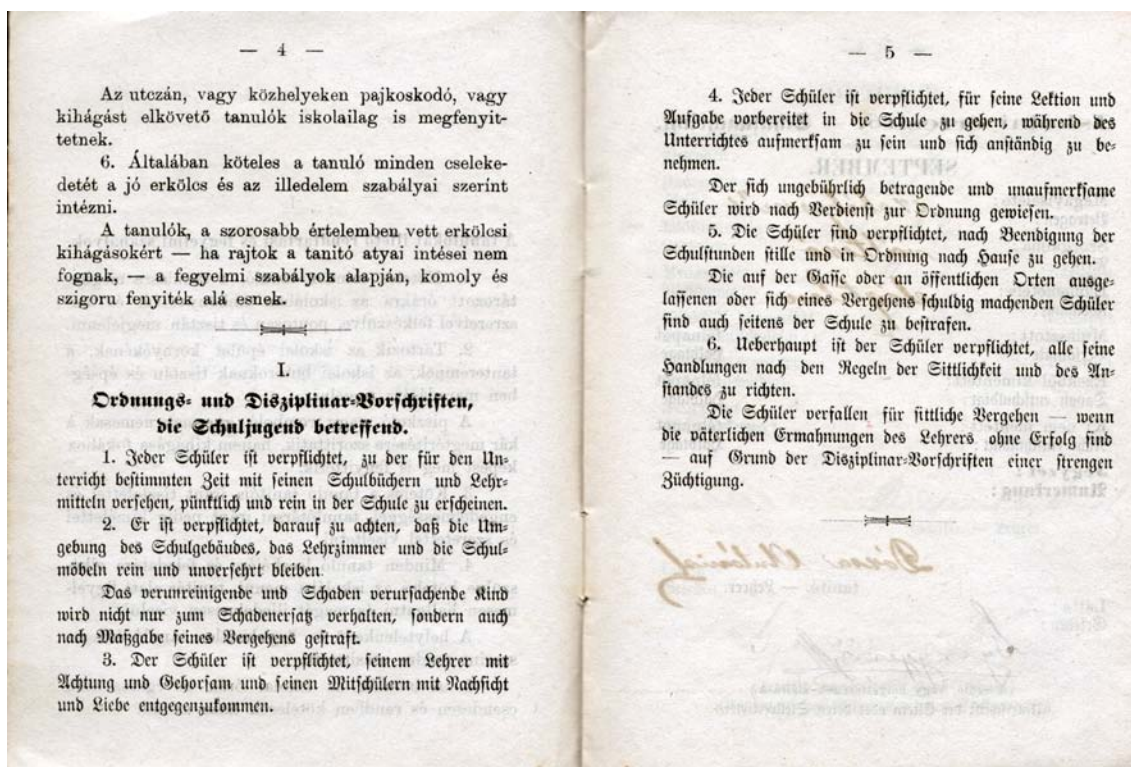 — 4 —
Az utczán, vagy közhelyeken pajkoskodó, vagy
kihágást elkövető tanulók iskolailag is megfenyit-
tetnek.
6. Általában köteles a tanuló minden cseleke-
detét a jó erkölcs és az illedelem szabályai szerínt
intézni.
A tanulók, a szorosabb értelemben vett erkölcsi
kihágásokért — ha rajtok a tanitó atyai intései nem
fognak, — a fegyelmi szabályok alapján, komoly és
szigoru fenyiték alá esnek.
I.
Ordnungs- und Disziplinar-Vorschriften,
die Schuljugend betreffend.
1. Jeder Schüler ist verpflichtet, zu der für den Un-
terricht bestimmten Zeit mit seinen Schulbüchern und Lehr-
mitteln versehen, pünktlich und rein in der Schule zu erscheinen.
2. Er ist verpflichtet, darauf zu achten, daß die Um-
gebung des Schulgebäudes, das Lehrzimmer und die Schul-
möbeln rein und unversehrt bleiben.
Das verunreinigende und Schaden verursachende Kind
wird nicht nur zum Schadenersatz verhalten, sondern auch
nach Maßgabe seines Vergehens gestraft.
3. Der Schüler ist verpflichtet, seinem Lehrer mit
Achtung und Gehorsam und seinen Mitschülern mit Nachsicht
und Liebe entgegenzukommen.
— 5 —
4. Jeder Schüler ist verpflichtet, für seine Lektion und
Aufgabe vorbereitet in die Schule zu gehen, während des
Unterrichtes aufmerksam zu sein und sich anständig zu be-
nehmen.
Der sich ungebührlich betragende und unaufmerksame
Schüler wird nach Verdienst zur Ordnung gewiesen.
5. Die Schüler sind verpflichtet, nach Beendigung der
Schulstunden stille und in Ordnung nach Hause zu gehen.
Die auf der Gasse oder an öffentlichen Orten ausge-
lassenen oder sich eines Vergehens schuldig machenden Schüler
sind auch seitens der Schule zu bestrafen.
6. Ueberhaupt ist der Schüler verpflichtet, alle seine
Handlungen nach den Regeln der Sittlichkeit und des An-
standes zu richten.
Die Schüler verfallen für sittliche Vergehen — wenn
die väterlichen Ermahnungen des Lehrers ohne Erfolg sind
— auf Grund der Disziplinar-Vorschriften einer strengen
Züchtigung.